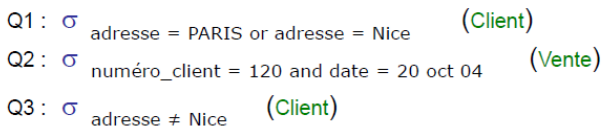 Q1 : σ adresse = PARIS or adresse = Nice (Client)
Q2 : σ numéro_client = 120 and date = 20 oct 04 (Vente)
Q3 : σ adresse ≠ Nice (Client)